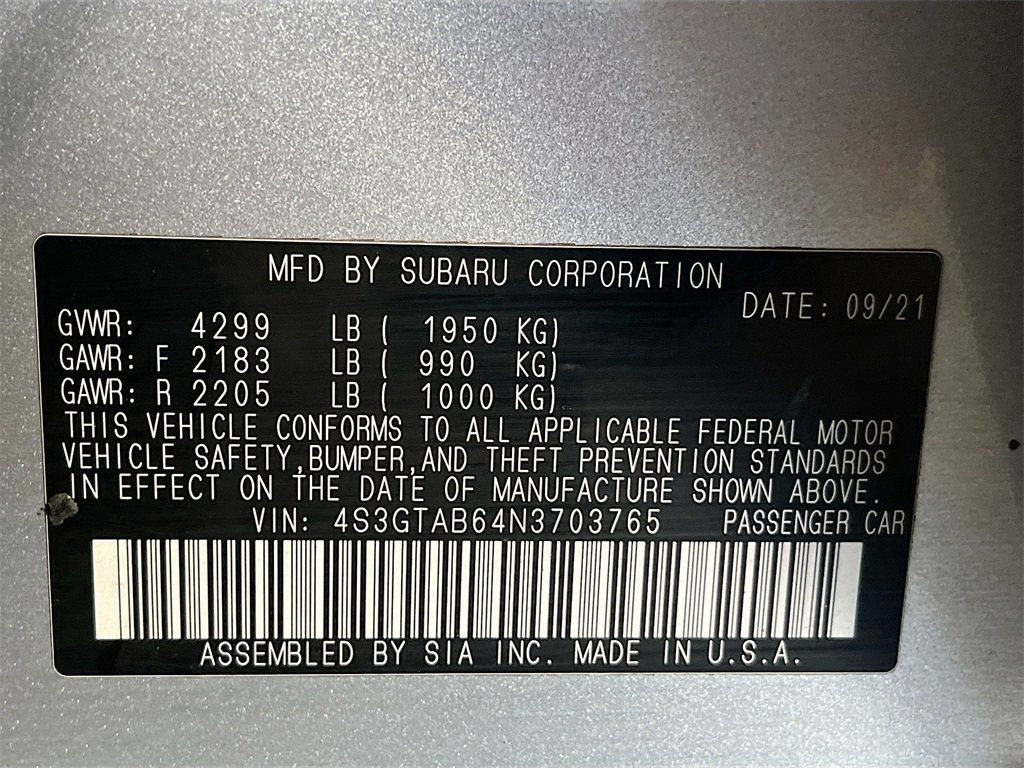 MFD BY SUBARU CORPORATION
DATE: 09/21
GVWR: 4299 LB ( 1950 KG)
GAWR: F 2183 LB ( 990 KG)
GAWR: R 2205 LB ( 1000 KG)
THIS VEHICLE CONFORMS TO ALL APPLICABLE FEDERAL MOTOR
VEHICLE SAFETY,BUMPER,AND THEFT PREVENTION STANDARDS
IN EFFECT ON THE DATE OF MANUFACTURE SHOWN ABOVE.
VIN: 4S3GTAB64N3703765 PASSENGER CAR
ASSEMBLED BY SIA INC. MADE IN U.S.A.